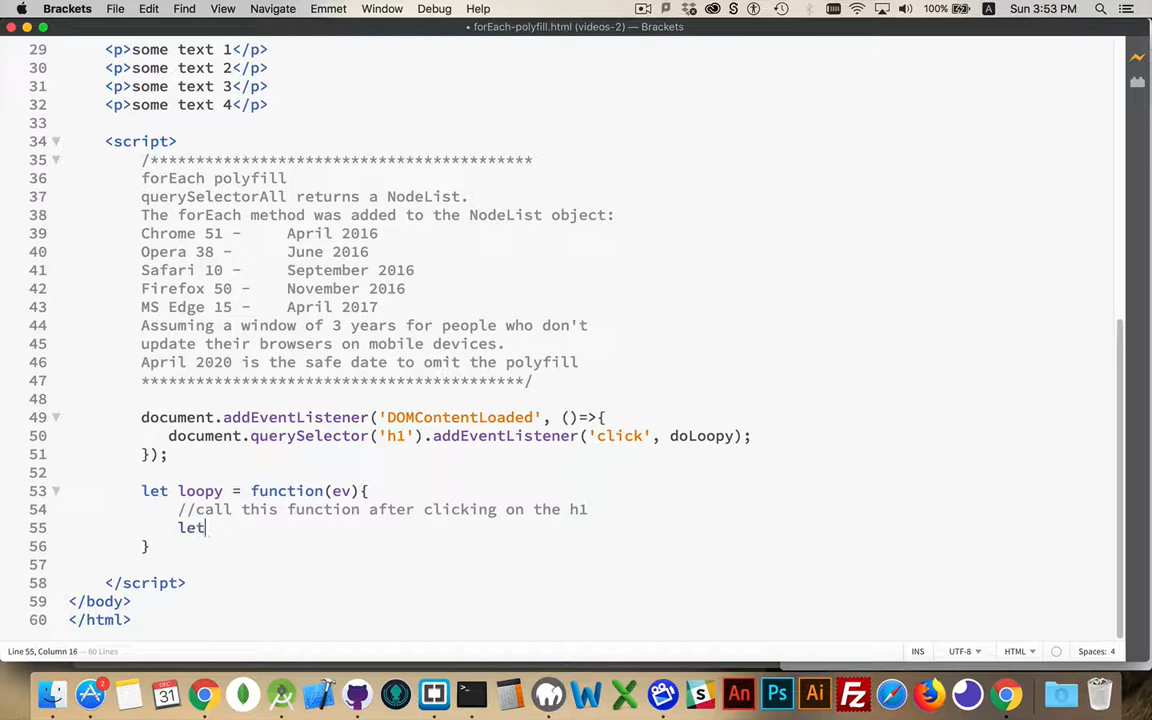 Brackets File Edit Find View Navigate Emmet Window Debug Help 100% A Sun 3:53 PM
• forEach-polyfill.html (videos-2) — Brackets
29 <p>some text 1</p>
30 <p>some text 2</p>
31 <p>some text 3</p>
32 <p>some text 4</p>
33
34 <script>
35 /******************************************
36 forEach polyfill
37 querySelectorAll returns a NodeList.
38 The forEach method was added to the NodeList object:
39 Chrome 51 - April 2016
40 Opera 38 - June 2016
41 Safari 10 - September 2016
42 Firefox 50 - November 2016
43 MS Edge 15 - April 2017
44 Assuming a window of 3 years for people who don't
45 update their browsers on mobile devices.
46 April 2020 is the safe date to omit the polyfill
47 ******************************************/
48
49 document.addEventListener('DOMContentLoaded', ()=>{
50 document.querySelector('h1').addEventListener('click', doLoopy);
51 });
52
53 let loopy = function(ev){
54 //call this function after clicking on the h1
55 let
56 }
57
58 </script>
59 </body>
60 </html>
Line 55, Column 16 — 60 Lines INS UTF-8 HTML Spaces: 4
2 DEC 31 W X S An Ps Ai Fz